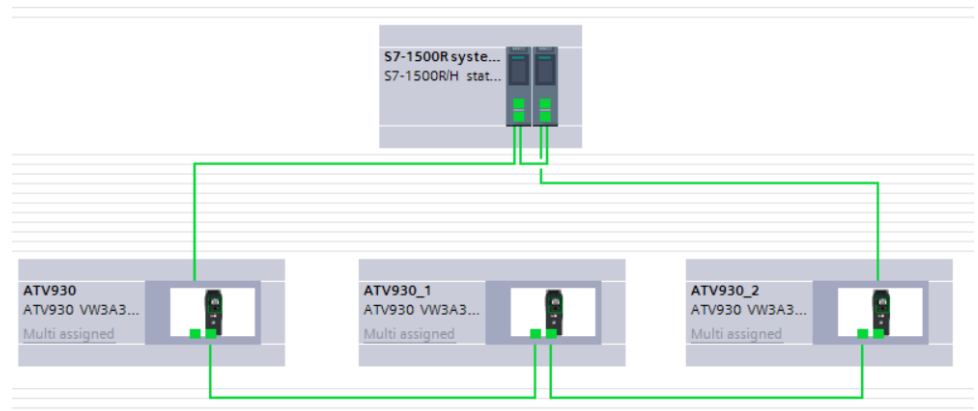 S7-1500R syste...
S7-1500R/H stat...
ATV930
ATV930 VW3A3...
Multi assigned
ATV930_1
ATV930 VW3A3...
Multi assigned
ATV930_2
ATV930 VW3A3...
Multi assigned